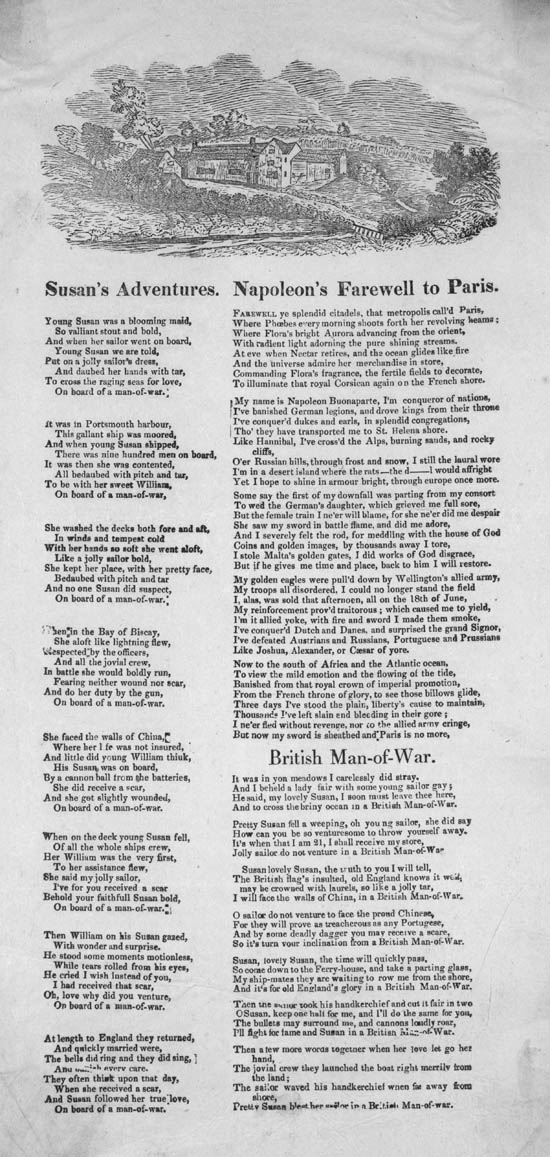 Susan's Adventures.
Young Susan was a blooming maid,
So valliant stout and bold,
And when her sailor went on board,
Young Susan we are told,
Put on a jolly sailor's dress,
And daubed her hands with tar,
To cross the raging seas for love,
On board of a man-of-war.
It was in Portsmouth harbour,
This gallant ship was moored,
And when young Susan shipped,
There was nine hundred men on board,
It was then she was contented,
All bedaubed with pitch and tar,
To be with her sweet William,
On board of a man-of-war,
She washed the decks both fore and aft,
In winds and tempest cold
With her hands so soft she went aloft,
Like a jolly sailor bold,
She kept her place, with her pretty face,
Bedaubed with pitch and tar
And no one Susan did suspect,
On board of a man-of-war.
Then in the Bay of Biscay,
She aloft like lightning flew,
Respected by the officers,
And all the jovial crew,
In battle she would boldly run,
Fearing neither wound nor scar,
And do her duty by the gun,
On board of a man-of-war.
She faced the walls of China,
Where her life was not insured,
And little did young William think,
His Susan was on board,
By a cannon ball from the batteries,
She did receive a scar,
And she got slightly wounded,
On board of a man-of-war.
When on the deck young Susan fell,
Of all the whole ships crew,
Her William was the very first,
To her assistance flew,
She said my jolly sailor,
I've for you received a scar
Behold your faithfull Susan bold,
On board of a man-of-war.
Then William on his Susan gazed,
With wonder and surprise.
He stood some moments motionless,
While tears rolled from his eyes,
He cried I wish instead of you,
I had received that scar,
Oh, love why did you venture,
On board of a man-of-war.
At length to England they returned,
And quickly married were,
The bells did ring and they did sing,
And every care.
They often think upon that day,
When she received a scar,
And Susan followed her true love,
On board of a man-of-war.
Napoleon's Farewell to Paris.
FAREWELL ye splendid citadels, that metropolis call'd Paris,
Where Phœbes every morning shoots forth her revolving beams;
Where Flora's bright Aurora advancing from the orient,
With radient light adorning the pure shining streams.
At eve when Nectar retires, and the ocean glides like fire
And the universe admire her merchandise in store,
Commanding Flora's fragrance, the fertile fields to decorate,
To illuminate that royal Corsican again on the French shore.
My name is Napoleon Buonaparte, I'm conqueror of nations,
I've banished German legions, and drove kings from their throne
I've conquer'd dukes and earls, in splendid congregations,
Tho' they have transported me to St. Helena shore.
Like Hannibal, I've cross'd the Alps, burning sands, and rocky
cliffs,
O'er Russian hills, through frost and snow, I still the laurel wore
I'm in a desert island where the rats—the d——l would affright
Yet I hope to shine in armour bright, through europe once more.
Some say the first of my downfall was parting from my consort
To wed the German's daughter, which grieved me full sore,
But the female train I ne'er will blame, for she ne'er did me despair
She saw my sword in battle flame, and did me adore,
And I severely felt the rod, for meddling with the house of God
Coins and golden images, by thousands away I tore,
I stole Malta's golden gates, I did works of God disgrace,
But if he gives me time and place, back to him I will restore.
My golden eagles were pull'd down by Wellington's allied army,
My troops all disordered, I could no longer stand the field
I, alas, was sold that afternoon, all on the 18th of June,
My reinforcement prov'd traitorous; which caused me to yield,
I'm it allied yoke, with fire and sword I made them smoke,
I've conquer'd Dutch and Danes, and surprised the grand Signor,
I've defeated Austrians and Russians, Portuguese and Prussians
Like Joshua, Alexander, or Cæsar of yore.
Now to the south of Africa and the Atlantic ocean,
To view the mild emotion and the flowing of the tide,
Banished from that royal crown of imperial promotion,
From the French throne of glory, to see those billows glide,
Three days I've stood the plain, liberty's cause to maintain,
Thousands I've left slain and bleeding in their gore;
I ne'er fled without revenge, nor to the allied army cringe,
But now my sword is sheathed and Paris is no more,
British Man-of-War.
It was in yon meadows I carelessly did stray.
And I beheld a lady fair with some young sailor gay;
He said, my lovely Susan, I soon must leave thee here,
And to cross the briny ocean in a British Man-of-War.
Pretty Susan fell a weeping, oh young sailor, she did say
How can you be so venturesome to throw yourself away.
It's when that I am 21, I shall receive my store,
Jolly sailor do not venture in a British Man-of-War
Susan lovely Susan, the truth to you I will tell,
The British flag's insulted, old England knows it well,
may be crowned with laurels, so like a jolly tar,
I will face the walls of China, in a British Man-of-War.
O sailor do not venture to face the proud Chinese,
For they will prove as treacherous as any Portugese,
And by some deadly dagger you may receive a scare,
So it's turn your inclination from a British Man-of-War.
Susan, lovely Susan, the time will quickly pass,
So come down to the Ferry-house, and take a parting glass,
My ship-mates they are waiting to row me from the shore,
And it's for old England's glory in a British Man-of-War.
Then the sailor took his handkerchief and cut it fair in two
O Susan, keep one half for me, and I'll do the same for you,
The bullets may surround me, and cannons loudly roar,
I'll fight for fame and Susan in a British Man-of-War.
Then a few more words together when her love let go her
hand,
The jovial crew they launched the boat right merrily from
the land;
The sailor waved his handkerchief when far away from
shore,
Pretty Susan blest her sailor in a British Man-of-war.